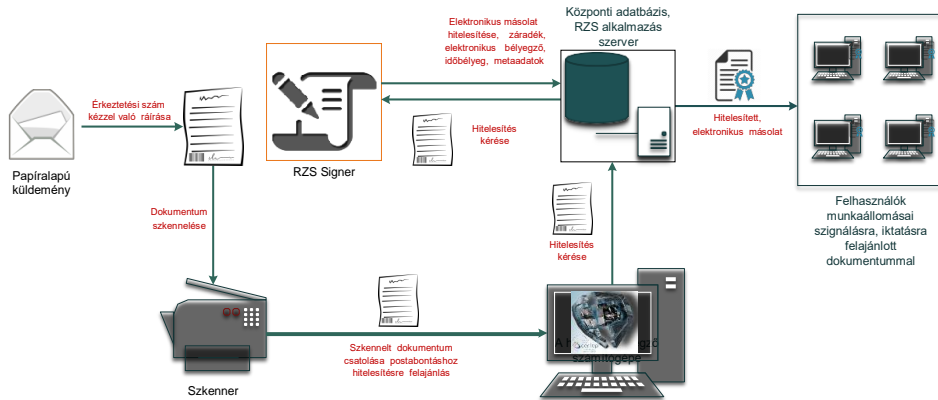 Központi adatbázis,
RZS alkalmazás
szerver
Elektronikus másolat
hitelesítése, záradék,
elektronikus bélyegző,
időbélyeg, metaadatok
Érkeztetési szám
kézzel való ráírása
Hitelesítés
kérése
Hitelesített,
elektronikus másolat
Papíralapú
küldemény
RZS Signer
Dokumentum
szkennelése
Hitelesítés
kérése
Felhasználók
munkaállomásai
szignálásra, iktatásra
felajánlott
dokumentummal
Szkennelt dokumentum
csatolása postabontáshoz
hitelesítésre felajánlás
számítógépe
Szkenner